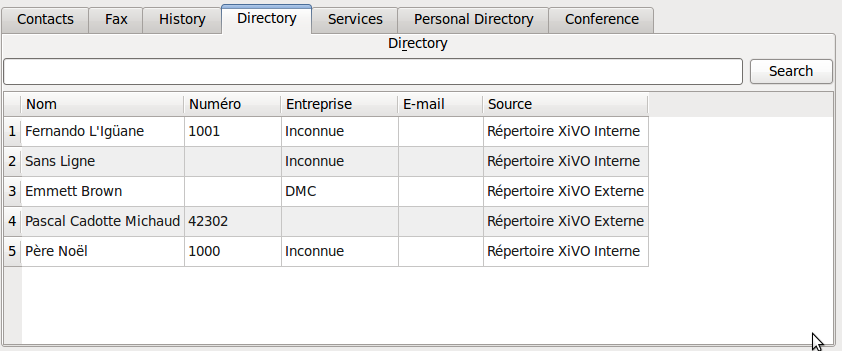 Contacts Fax History Directory Services Personal Directory Conference
Directory
Search
Nom Numéro Entreprise E-mail Source
1 Fernando L'Igüane 1001 Inconnue Répertoire XiVO Interne
2 Sans Ligne Inconnue Répertoire XiVO Interne
3 Emmett Brown DMC Répertoire XiVO Externe
4 Pascal Cadotte Michaud 42302 Répertoire XiVO Externe
5 Père Noël 1000 Inconnue Répertoire XiVO Interne